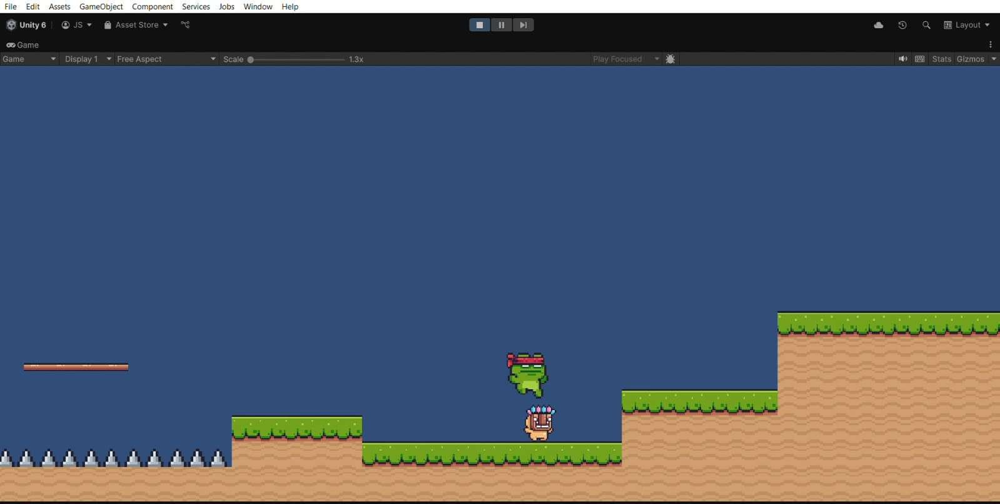 File Edit Assets GameObject Component Services Jobs Window Help
Unity 6 JS Asset Store Layout
Game
Game Display 1 Free Aspect Scale 1.3x Play Focused Stats Gizmos